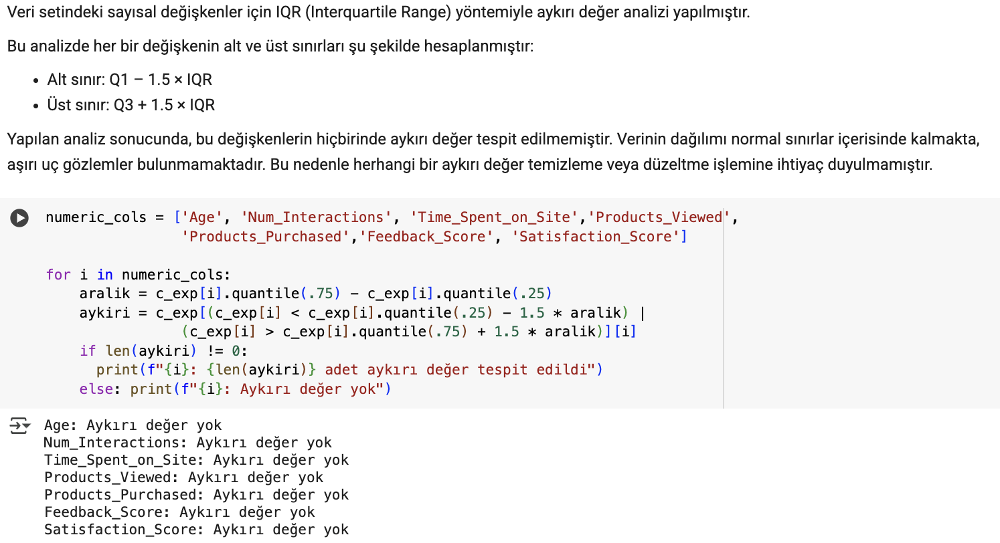 Veri setindeki sayısal değişkenler için IQR (Interquartile Range) yöntemiyle aykırı değer analizi yapılmıştır.
Bu analizde her bir değişkenin alt ve üst sınırları şu şekilde hesaplanmıştır:
• Alt sınır: Q1 – 1.5 × IQR
• Üst sınır: Q3 + 1.5 × IQR
Yapılan analiz sonucunda, bu değişkenlerin hiçbirinde aykırı değer tespit edilmemiştir. Verinin dağılımı normal sınırlar içerisinde kalmakta,
aşırı uç gözlemler bulunmamaktadır. Bu nedenle herhangi bir aykırı değer temizleme veya düzeltme işlemine ihtiyaç duyulmamıştır.
numeric_cols = ['Age', 'Num_Interactions', 'Time_Spent_on_Site','Products_Viewed',
                'Products_Purchased','Feedback_Score', 'Satisfaction_Score']
for i in numeric_cols:
    aralik = c_exp[i].quantile(.75) - c_exp[i].quantile(.25)
    aykiri = c_exp[(c_exp[i] < c_exp[i].quantile(.25) - 1.5 * aralik) |
                (c_exp[i] > c_exp[i].quantile(.75) + 1.5 * aralik)][i]
    if len(aykiri) != 0:
      print(f"{i}: {len(aykiri)} adet aykırı değer tespit edildi")
    else: print(f"{i}: Aykırı değer yok")
Age: Aykırı değer yok
Num_Interactions: Aykırı değer yok
Time_Spent_on_Site: Aykırı değer yok
Products_Viewed: Aykırı değer yok
Products_Purchased: Aykırı değer yok
Feedback_Score: Aykırı değer yok
Satisfaction_Score: Aykırı değer yok